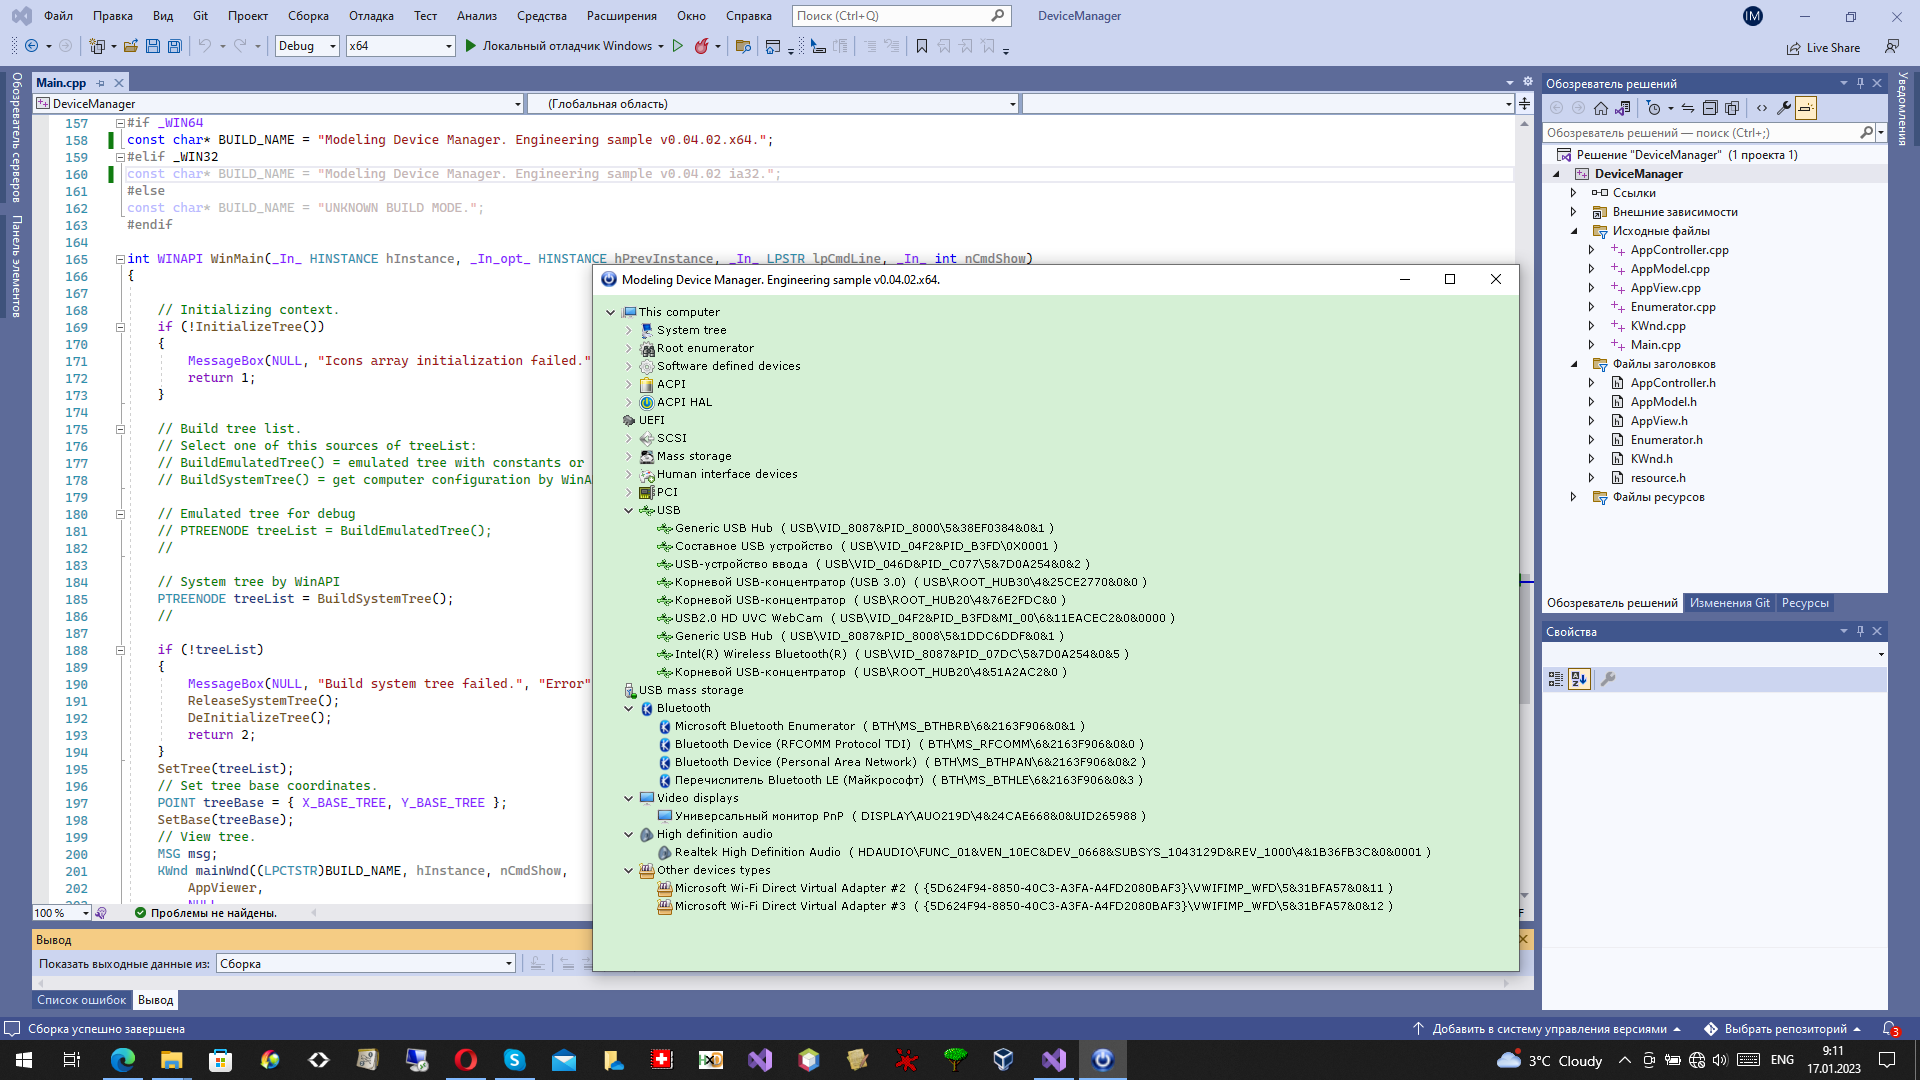 Файл Правка Вид Git Проект Сборка Отладка Тест Анализ Средства Расширения Окно Справка Поиск (Ctrl+Q) DeviceManager IM
Debug x64 Локальный отладчик Windows Live Share
Обозреватель серверов
Панель элементов
Main.cpp
DeviceManager (Глобальная область)
157 #if _WIN64
158 const char* BUILD_NAME = "Modeling Device Manager. Engineering sample v0.04.02.x64.";
159 #elif _WIN32
160 const char* BUILD_NAME = "Modeling Device Manager. Engineering sample v0.04.02 ia32.";
161 #else
162 const char* BUILD_NAME = "UNKNOWN BUILD MODE.";
163 #endif
164
165 int WINAPI WinMain(_In_ HINSTANCE hInstance, _In_opt_ HINSTANCE hPrevInstance, _In_ LPSTR lpCmdLine, _In_ int nCmdShow)
166 {
167
168 // Initializing context.
169 if (!InitializeTree())
170 {
171 MessageBox(NULL, "Icons array initialization failed."
172 return 1;
173 }
174
175 // Build tree list.
176 // Select one of this sources of treeList:
177 // BuildEmulatedTree() = emulated tree with constants or
178 // BuildSystemTree() = get computer configuration by WinA
179
180 // Emulated tree for debug
181 // PTREENODE treeList = BuildEmulatedTree();
182 //
183
184 // System tree by WinAPI
185 PTREENODE treeList = BuildSystemTree();
186 //
187
188 if (!treeList)
189 {
190 MessageBox(NULL, "Build system tree failed.", "Error"
191 ReleaseSystemTree();
192 DeInitializeTree();
193 return 2;
194 }
195 SetTree(treeList);
196 // Set tree base coordinates.
197 POINT treeBase = { X_BASE_TREE, Y_BASE_TREE };
198 SetBase(treeBase);
199 // View tree.
200 MSG msg;
201 KWnd mainWnd((LPCTSTR)BUILD_NAME, hInstance, nCmdShow,
202 AppViewer,
100 % Проблемы не найдены.
Вывод
Показать выходные данные из: Сборка
Список ошибок Вывод
Modeling Device Manager. Engineering sample v0.04.02.x64.
This computer
System tree
Root enumerator
Software defined devices
ACPI
ACPI HAL
UEFI
SCSI
Mass storage
Human interface devices
PCI
USB
Generic USB Hub ( USB\VID_8087&PID_8000\5&38EF0384&0&1 )
Составное USB устройство ( USB\VID_04F2&PID_B3FD\0X0001 )
USB-устройство ввода ( USB\VID_046D&PID_C077\5&7D0A254&0&2 )
Корневой USB-концентратор (USB 3.0) ( USB\ROOT_HUB30\4&25CE2770&0&0 )
Корневой USB-концентратор ( USB\ROOT_HUB20\4&76E2FDC&0 )
USB2.0 HD UVC WebCam ( USB\VID_04F2&PID_B3FD&MI_00\6&11EACEC2&0&0000 )
Generic USB Hub ( USB\VID_8087&PID_8008\5&1DDC6DDF&0&1 )
Intel(R) Wireless Bluetooth(R) ( USB\VID_8087&PID_07DC\5&7D0A254&0&5 )
Корневой USB-концентратор ( USB\ROOT_HUB20\4&51A2AC2&0 )
USB mass storage
Bluetooth
Microsoft Bluetooth Enumerator ( BTH\MS_BTHBRB\6&2163F906&0&1 )
Bluetooth Device (RFCOMM Protocol TDI) ( BTH\MS_RFCOMM\6&2163F906&0&0 )
Bluetooth Device (Personal Area Network) ( BTH\MS_BTHPAN\6&2163F906&0&2 )
Перечислитель Bluetooth LE (Майкрософт) ( BTH\MS_BTHLE\6&2163F906&0&3 )
Video displays
Универсальный монитор PnP ( DISPLAY\AUO219D\4&24CAE668&0&UID265988 )
High definition audio
Realtek High Definition Audio ( HDAUDIO\FUNC_01&VEN_10EC&DEV_0668&SUBSYS_1043129D&REV_1000\4&1B36FB3C&0&0001 )
Other devices types
Microsoft Wi-Fi Direct Virtual Adapter #2 ( {5D624F94-8850-40C3-A3FA-A4FD2080BAF3}\VWIFIMP_WFD\5&31BFA57&0&11 )
Microsoft Wi-Fi Direct Virtual Adapter #3 ( {5D624F94-8850-40C3-A3FA-A4FD2080BAF3}\VWIFIMP_WFD\5&31BFA57&0&12 )
Обозреватель решений
Обозреватель решений — поиск (Ctrl+;)
Решение "DeviceManager" (1 проекта 1)
DeviceManager
Ссылки
Внешние зависимости
Исходные файлы
AppController.cpp
AppModel.cpp
AppView.cpp
Enumerator.cpp
KWnd.cpp
Main.cpp
Файлы заголовков
AppController.h
AppModel.h
AppView.h
Enumerator.h
KWnd.h
resource.h
Файлы ресурсов
Обозреватель решений Изменения Git Ресурсы
Свойства
Уведомления
Сборка успешно завершена Добавить в систему управления версиями Выбрать репозиторий 3
3°C Cloudy ENG 9:11
17.01.2023